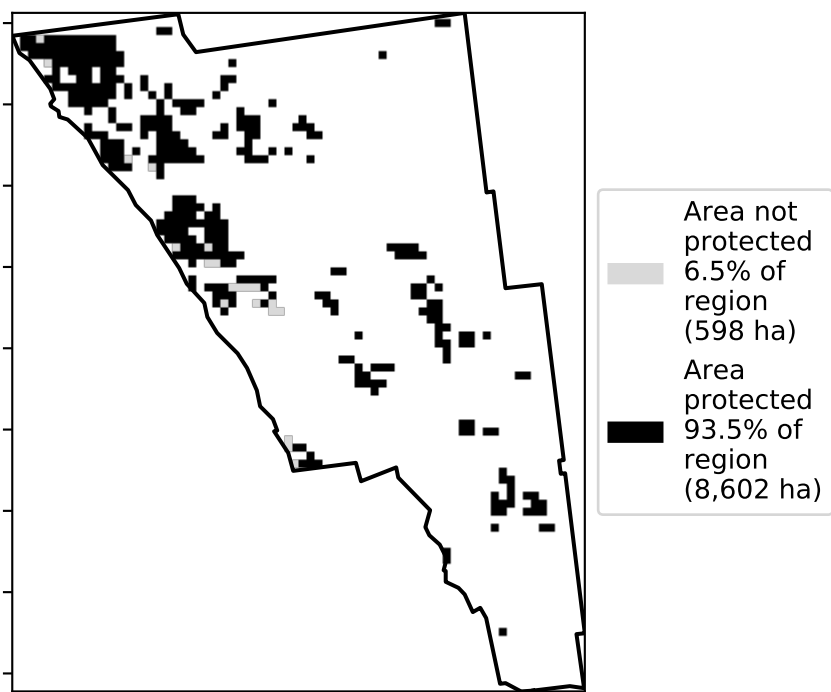 Area not
protected
6.5% of
region
(598 ha)
Area
protected
93.5% of
region
(8,602 ha)